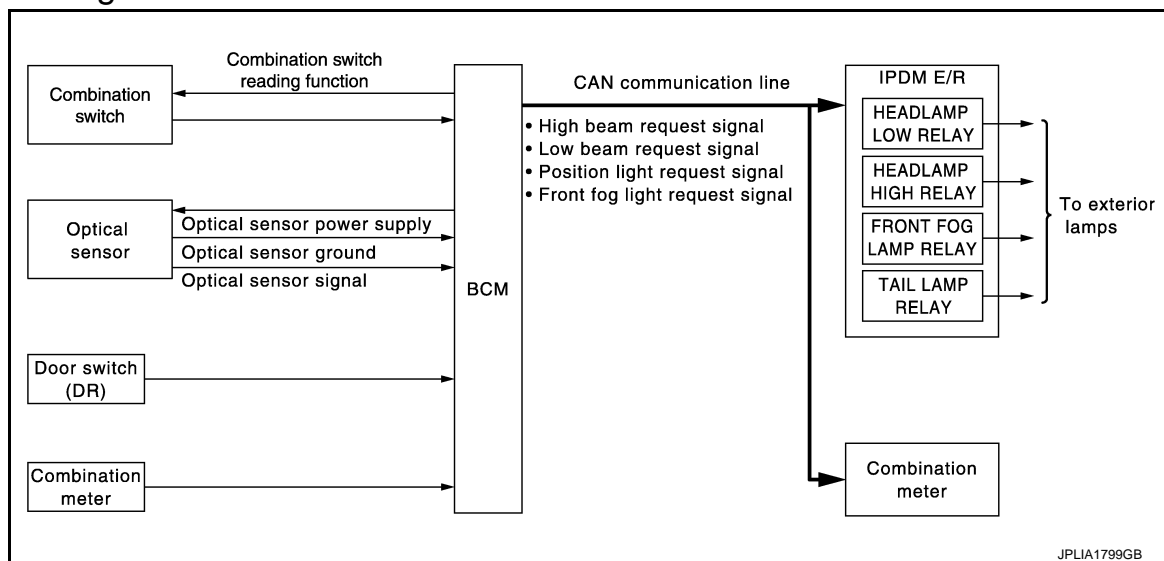 Combination switch
reading function
Combination
switch
Optical sensor power supply
Optical sensor ground
Optical sensor signal
Optical
sensor
Door switch
(DR)
Combination
meter
BCM
CAN communication line
• High beam request signal
• Low beam request signal
• Position light request signal
• Front fog light request signal
IPDM E/R
HEADLAMP
LOW RELAY
HEADLAMP
HIGH RELAY
FRONT FOG
LAMP RELAY
TAIL LAMP
RELAY
To exterior
lamps
Combination
meter
JPLIA1799GB